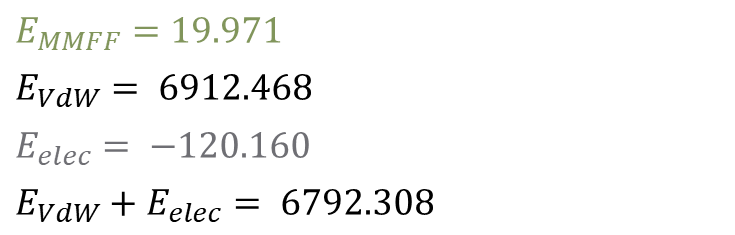 E_MMFF = 19.971
E_VdW = 6912.468
E_elec = −120.160
E_VdW + E_elec = 6792.308